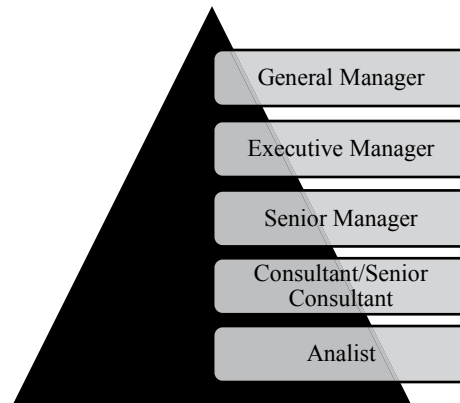 General Manager
Executive Manager
Senior Manager
Consultant/Senior
Consultant
Analist